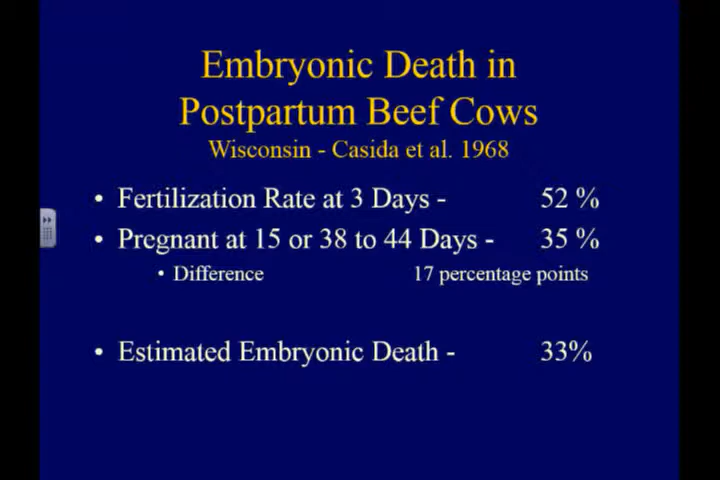 Embryonic Death in
Postpartum Beef Cows
Wisconsin - Casida et al. 1968
• Fertilization Rate at 3 Days - 52 %
• Pregnant at 15 or 38 to 44 Days - 35 %
• Difference 17 percentage points
• Estimated Embryonic Death - 33%